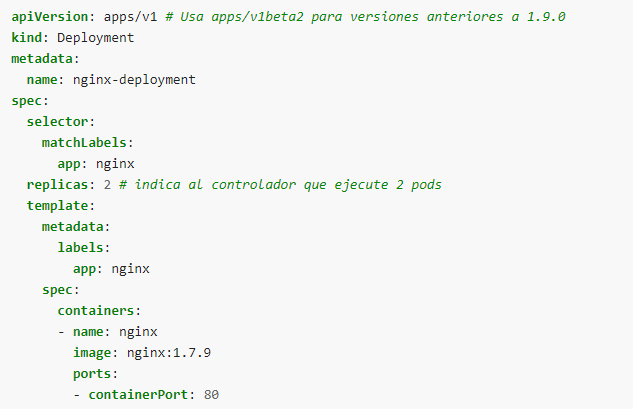 apiVersion: apps/v1 # Usa apps/v1beta2 para versiones anteriores a 1.9.0
kind: Deployment
metadata:
  name: nginx-deployment
spec:
  selector:
    matchLabels:
      app: nginx
  replicas: 2 # indica al controlador que ejecute 2 pods
  template:
    metadata:
      labels:
        app: nginx
    spec:
      containers:
      - name: nginx
        image: nginx:1.7.9
        ports:
        - containerPort: 80